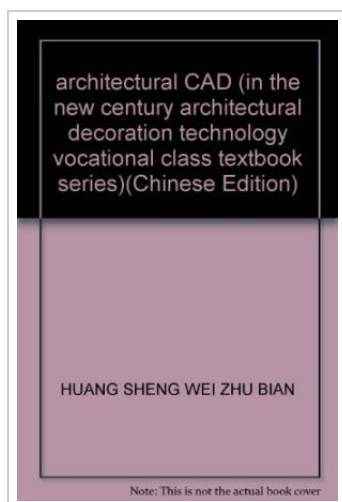 architectural CAD (in the
new century architectural
decoration technology
vocational class textbook
series)(Chinese Edition)
HUANG SHENG WEI ZHU BIAN
Note: This is not the actual book cover